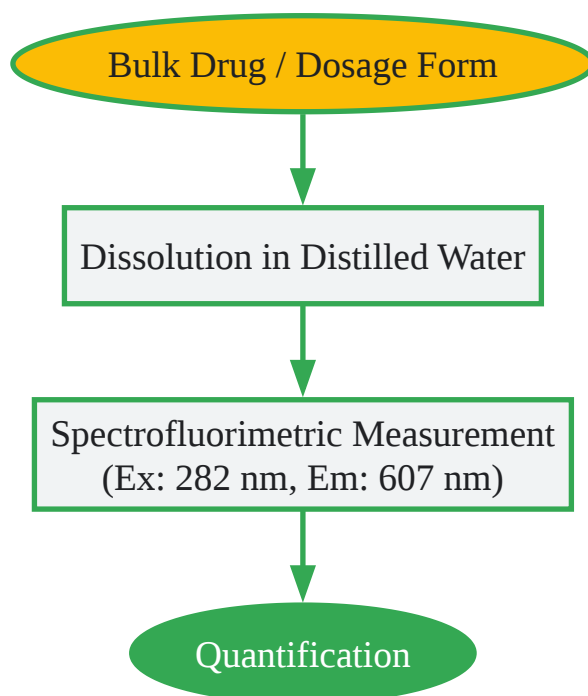 Bulk Drug / Dosage Form
Dissolution in Distilled Water
Spectrofluorimetric Measurement
(Ex: 282 nm, Em: 607 nm)
Quantification